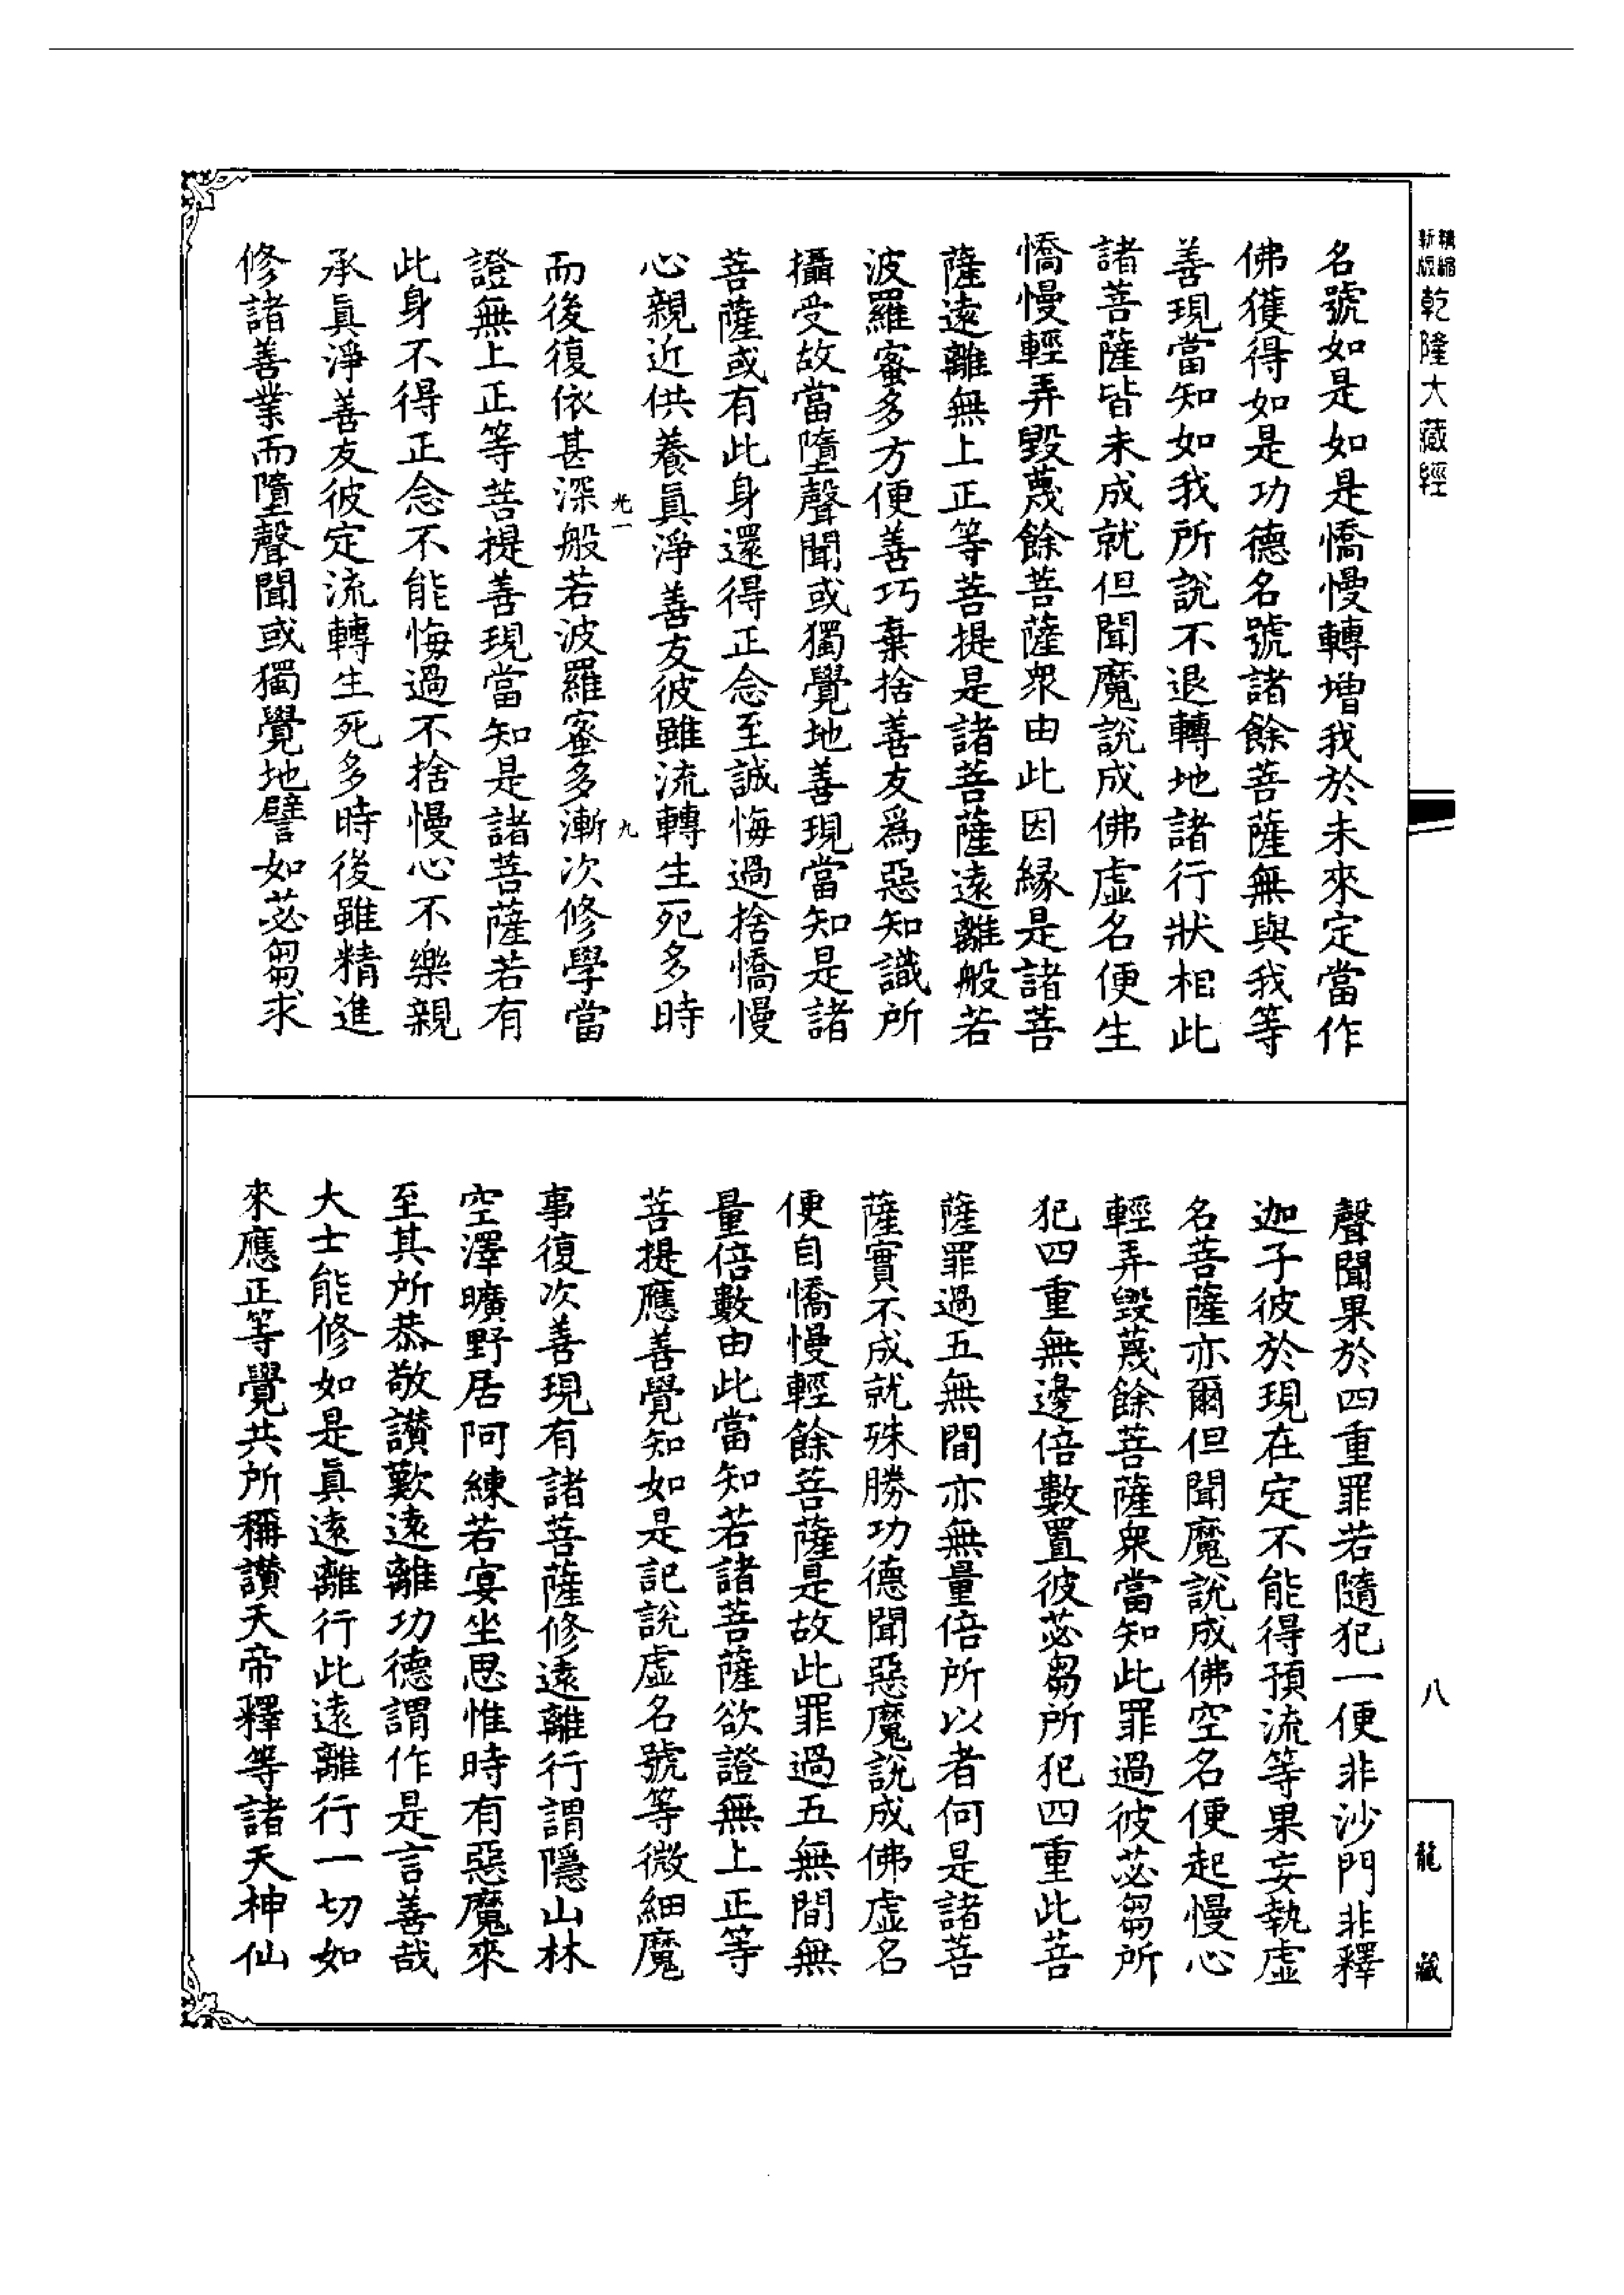 精縮
新版
乾隆大藏經
名號如是如是憍慢轉增我於未來定當作
佛獲得如是功德名號諸餘菩薩無與我等
善現當知如我所說不退轉地諸行狀相此
諸菩薩皆未成就但聞魔說成佛虛名便生
憍慢輕弄毀蔑餘菩薩眾由此因緣是諸菩
薩遠離無上正等菩提是諸菩薩遠離般若
波羅蜜多方便善巧棄捨善友爲惡知識所
攝受故當墮聲聞或獨覺地善現當知是諸
菩薩或有此身還得正念至誠悔過捨憍慢
心親近供養眞淨善友彼雖流轉生死多時
光一
九
而後復依甚深般若波羅蜜多漸次修學當
證無上正等菩提善現當知是諸菩薩若有
此身不得正念不能悔過不捨慢心不樂親
承眞淨善友彼定流轉生死多時後雖精進
修諸善業而墮聲聞或獨覺地譬如苾芻求
聲聞果於四重罪若隨犯一便非沙門非釋
迦子彼於現在定不能得預流等果妄執虛
名菩薩亦爾但聞魔說成佛空名便起慢心
輕弄毀蔑餘菩薩眾當知此罪過彼苾芻所
犯四重無邊倍數置彼苾芻所犯四重此菩
薩罪過五無間亦無量倍所以者何是諸菩
薩實不成就殊勝功德聞惡魔說成佛虛名
便自憍慢輕餘菩薩是故此罪過五無間無
量倍數由此當知若諸菩薩欲證無上正等
菩提應善覺知如是記說虛名號等微細魔
事復次善現有諸菩薩修遠離行謂隱山林
空澤曠野居阿練若宴坐思惟時有惡魔來
至其所恭敬讚歎遠離功德謂作是言善哉
大士能修如是眞遠離行此遠離行一切如
來應正等覺共所稱讚天帝釋等諸天神仙
八
龍藏